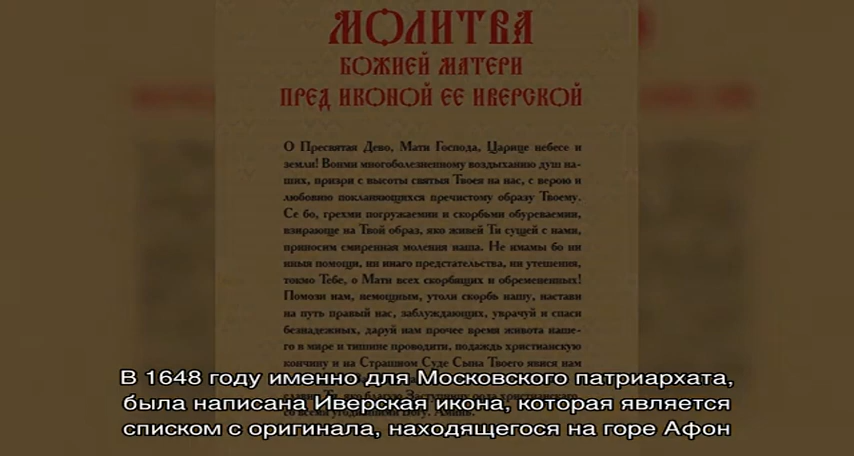 МОЛИТВА
БОЖИЕЙ МАТЕРИ
ПРЕД ИКОНОЙ ЕЕ ИВЕРСКОЙ
О Пресвятая Дево, Мати Господа, Царице небесе и
земли! Вонми многоболезненному воздыханию душ на-
ших, призри с высоты святыя Твоея на нас, с верою и
любовию покланяющихся пречистому образу Твоему.
Се бо, грехми погружаемии и скорбьми обуреваемии,
взирающе на Твой образ, яко живей Ти сущей с нами,
приносим смиренная моления наша. Не имамы бо ни
иныя помощи, ни инаго предстательства, ни утешения,
токмо Тебе, о Мати всех скорбящих и обремененных!
Помози нам, немощным, утоли скорбь нашу, настави
на путь правый нас, заблуждающих, уврачуй и спаси
безнадежных, даруй нам прочее время живота наше-
го в мире и тишине проводити, подаждь христианскую
кончину и на Страшном Суде Сына Твоего явися нам
В 1648 году именно для Московского патриархата,
была написана Иверская икона, которая является
списком с оригинала, находящегося на горе Афон